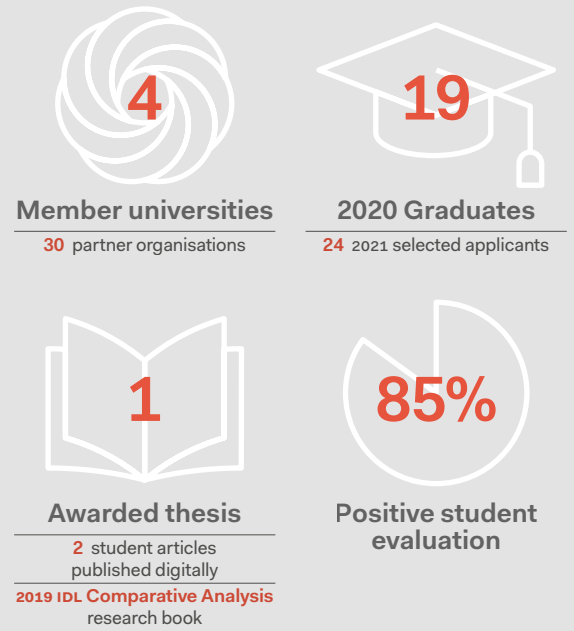 4
Member universities
30 partner organisations
19
2020 Graduates
24 2021 selected applicants
1
Awarded thesis
2 student articles
published digitally
2019 IDL Comparative Analysis
research book
85%
Positive student
evaluation